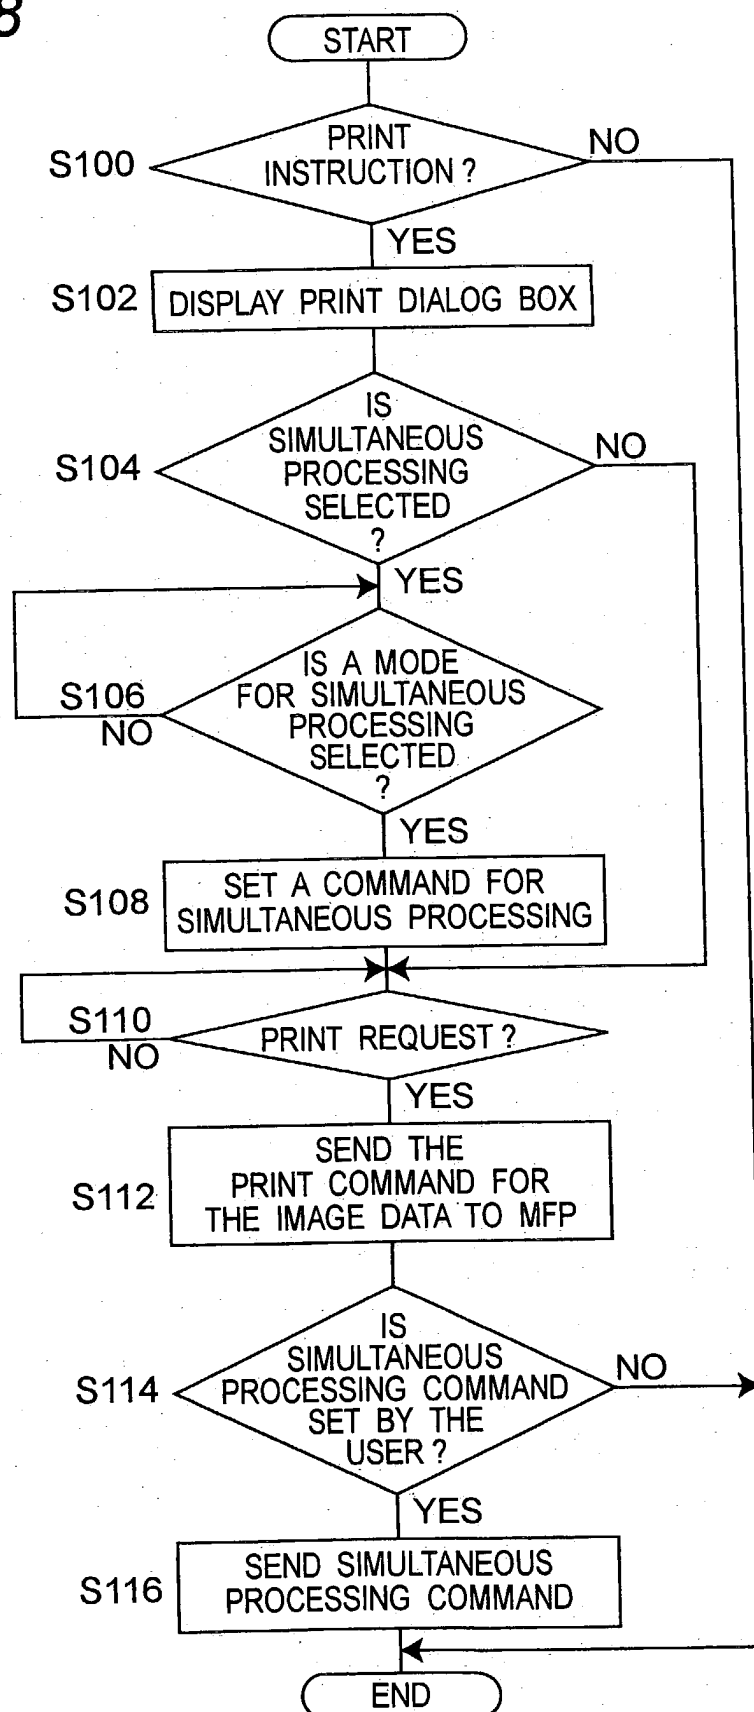 8
START
PRINT
INSTRUCTION ?
NO
S100
YES
S102
DISPLAY PRINT DIALOG BOX
IS
SIMULTANEOUS
PROCESSING
SELECTED
?
NO
S104
YES
IS A MODE
FOR SIMULTANEOUS
PROCESSING
SELECTED
?
S106
NO
YES
S108
SET A COMMAND FOR
SIMULTANEOUS PROCESSING
S110
NO
PRINT REQUEST ?
YES
S112
SEND THE
PRINT COMMAND FOR
THE IMAGE DATA TO MFP
IS
SIMULTANEOUS
PROCESSING COMMAND
SET BY THE
USER ?
NO
S114
YES
S116
SEND SIMULTANEOUS
PROCESSING COMMAND
END